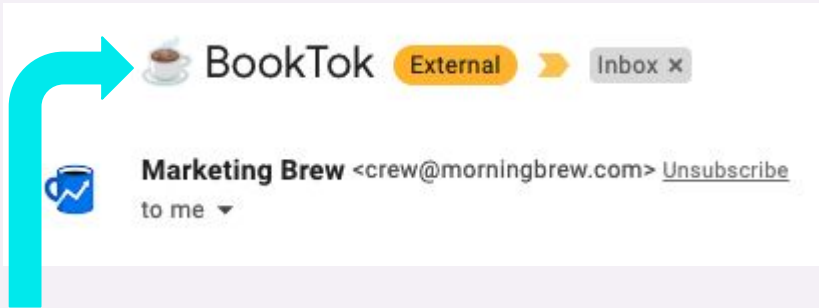 ☕ BookTok External Inbox ×
Marketing Brew <crew@morningbrew.com> Unsubscribe
to me